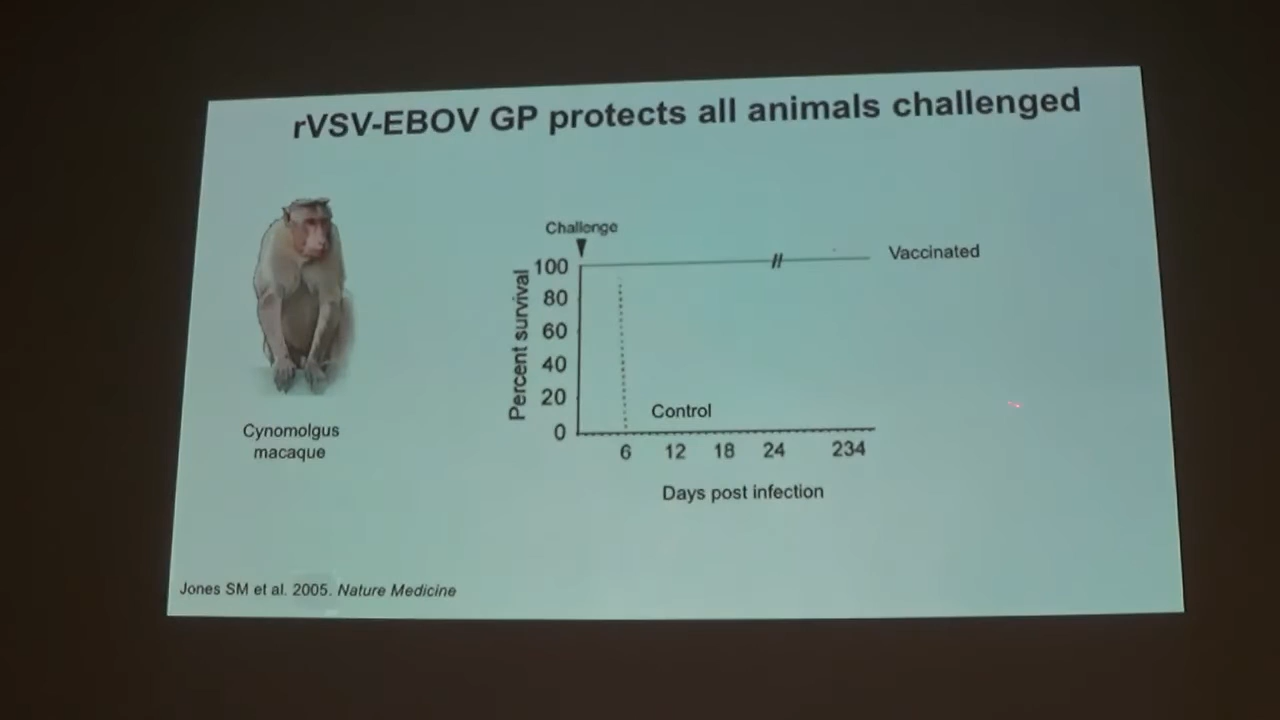 rVSV-EBOV GP protects all animals challenged
Challenge
Percent survival
100
80
60
40
20
0
Vaccinated
Control
6 12 18 24 234
Days post infection
Cynomolgus
macaque
Jones SM et al. 2005. Nature Medicine